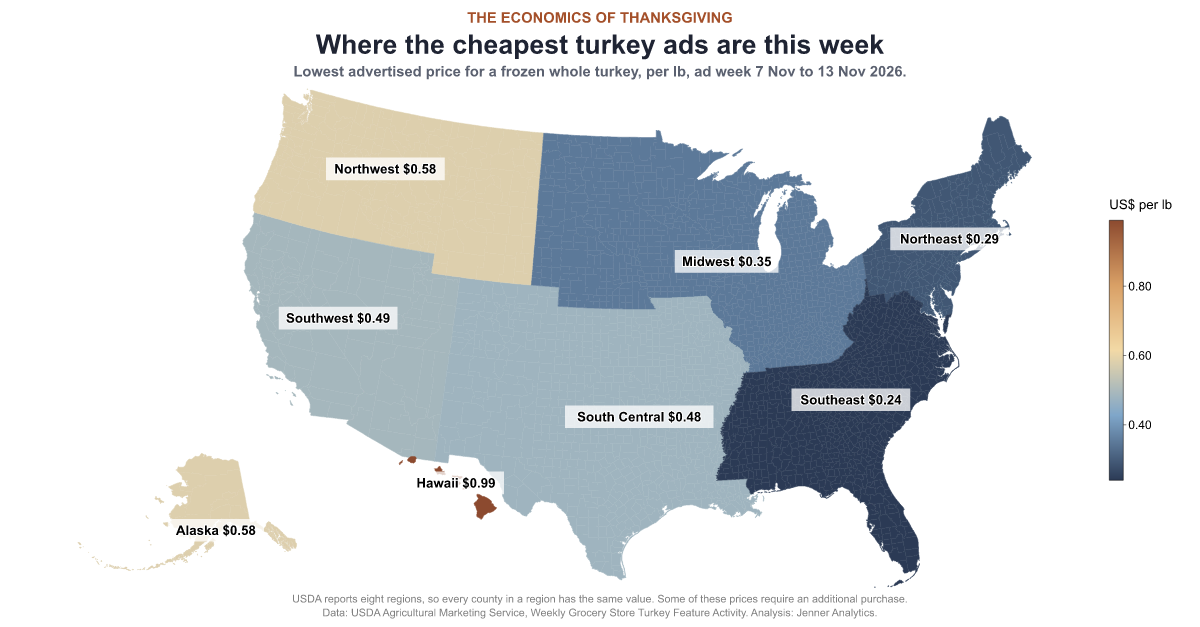 THE ECONOMICS OF THANKSGIVING
Where the cheapest turkey ads are this week
Lowest advertised price for a frozen whole turkey, per lb, ad week 7 Nov to 13 Nov 2026.
Northwest $0.58
US$ per lb
Northeast $0.29
Midwest $0.35
0.80
Southwest $0.49
0.60
Southeast $0.24
South Central $0.48
0.40
Hawaii $0.99
Alaska $0.58
USDA reports eight regions, so every county in a region has the same value. Some of these prices require an additional purchase.
Data: USDA Agricultural Marketing Service, Weekly Grocery Store Turkey Feature Activity. Analysis: Jenner Analytics.